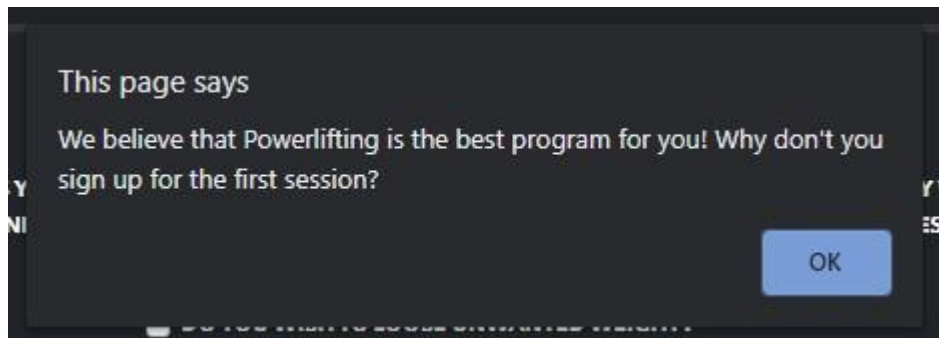 This page says
We believe that Powerlifting is the best program for you! Why don't you
sign up for the first session?
OK